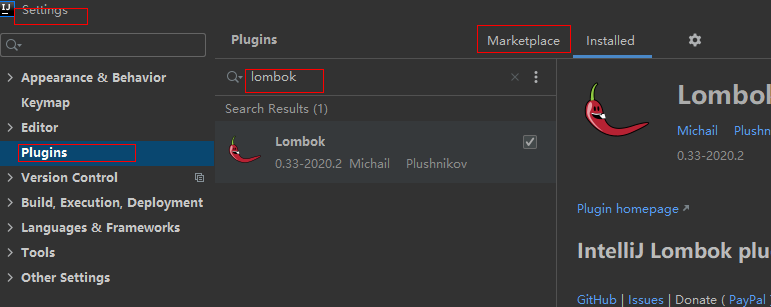 IJ Settings
Plugins Marketplace Installed
lombok
Appearance & Behavior
Keymap
Editor
Plugins
Version Control
Build, Execution, Deployment
Languages & Frameworks
Tools
Other Settings
Search Results (1)
Lombok
0.33-2020.2 Michail Plushnikov
Lombok
Michail Plushn
0.33-2020.2
Plugin homepage ↗
IntelliJ Lombok plu
GitHub | Issues | Donate ( PayPal